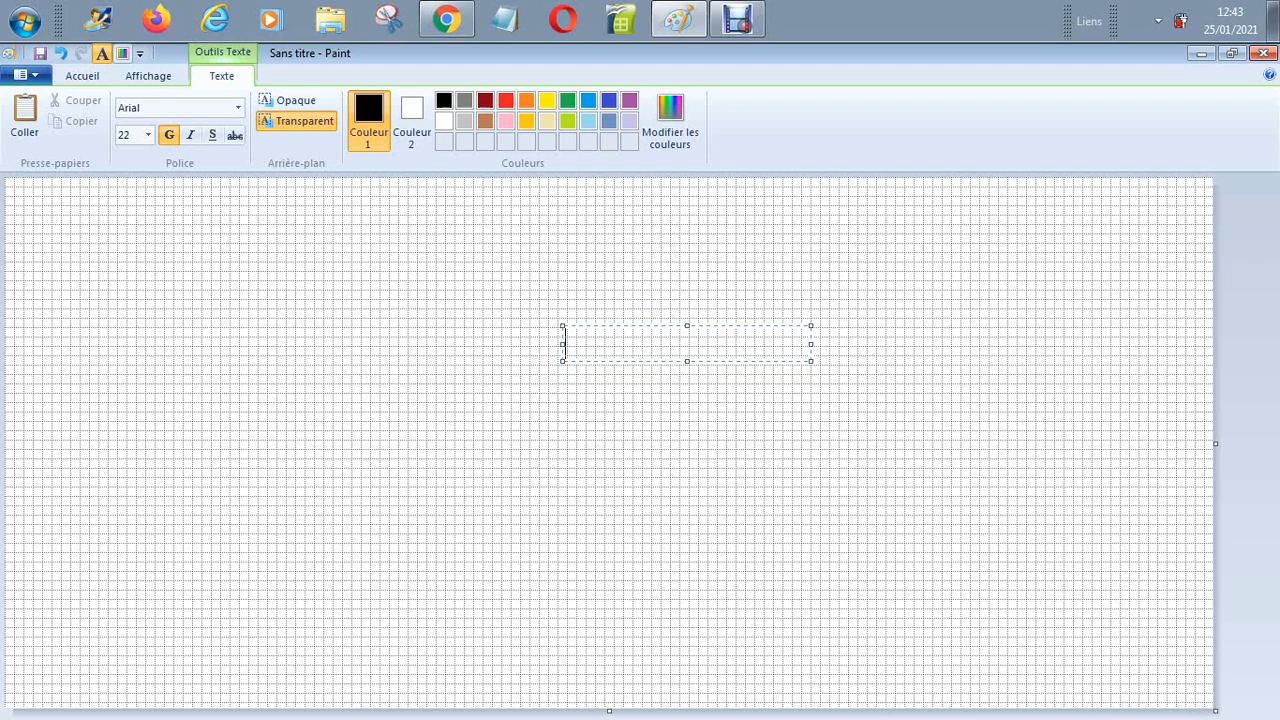 12:43
Liens
25/01/2021
A
Outils Texte
Sans titre - Paint
Accueil
Affichage
Texte
Coller
Couper
Copier
Presse-papiers
Arial
22
G
I
S
abc
Police
A Opaque
A Transparent
Arrière-plan
Couleur
1
Couleur
2
Couleurs
Modifier les
couleurs